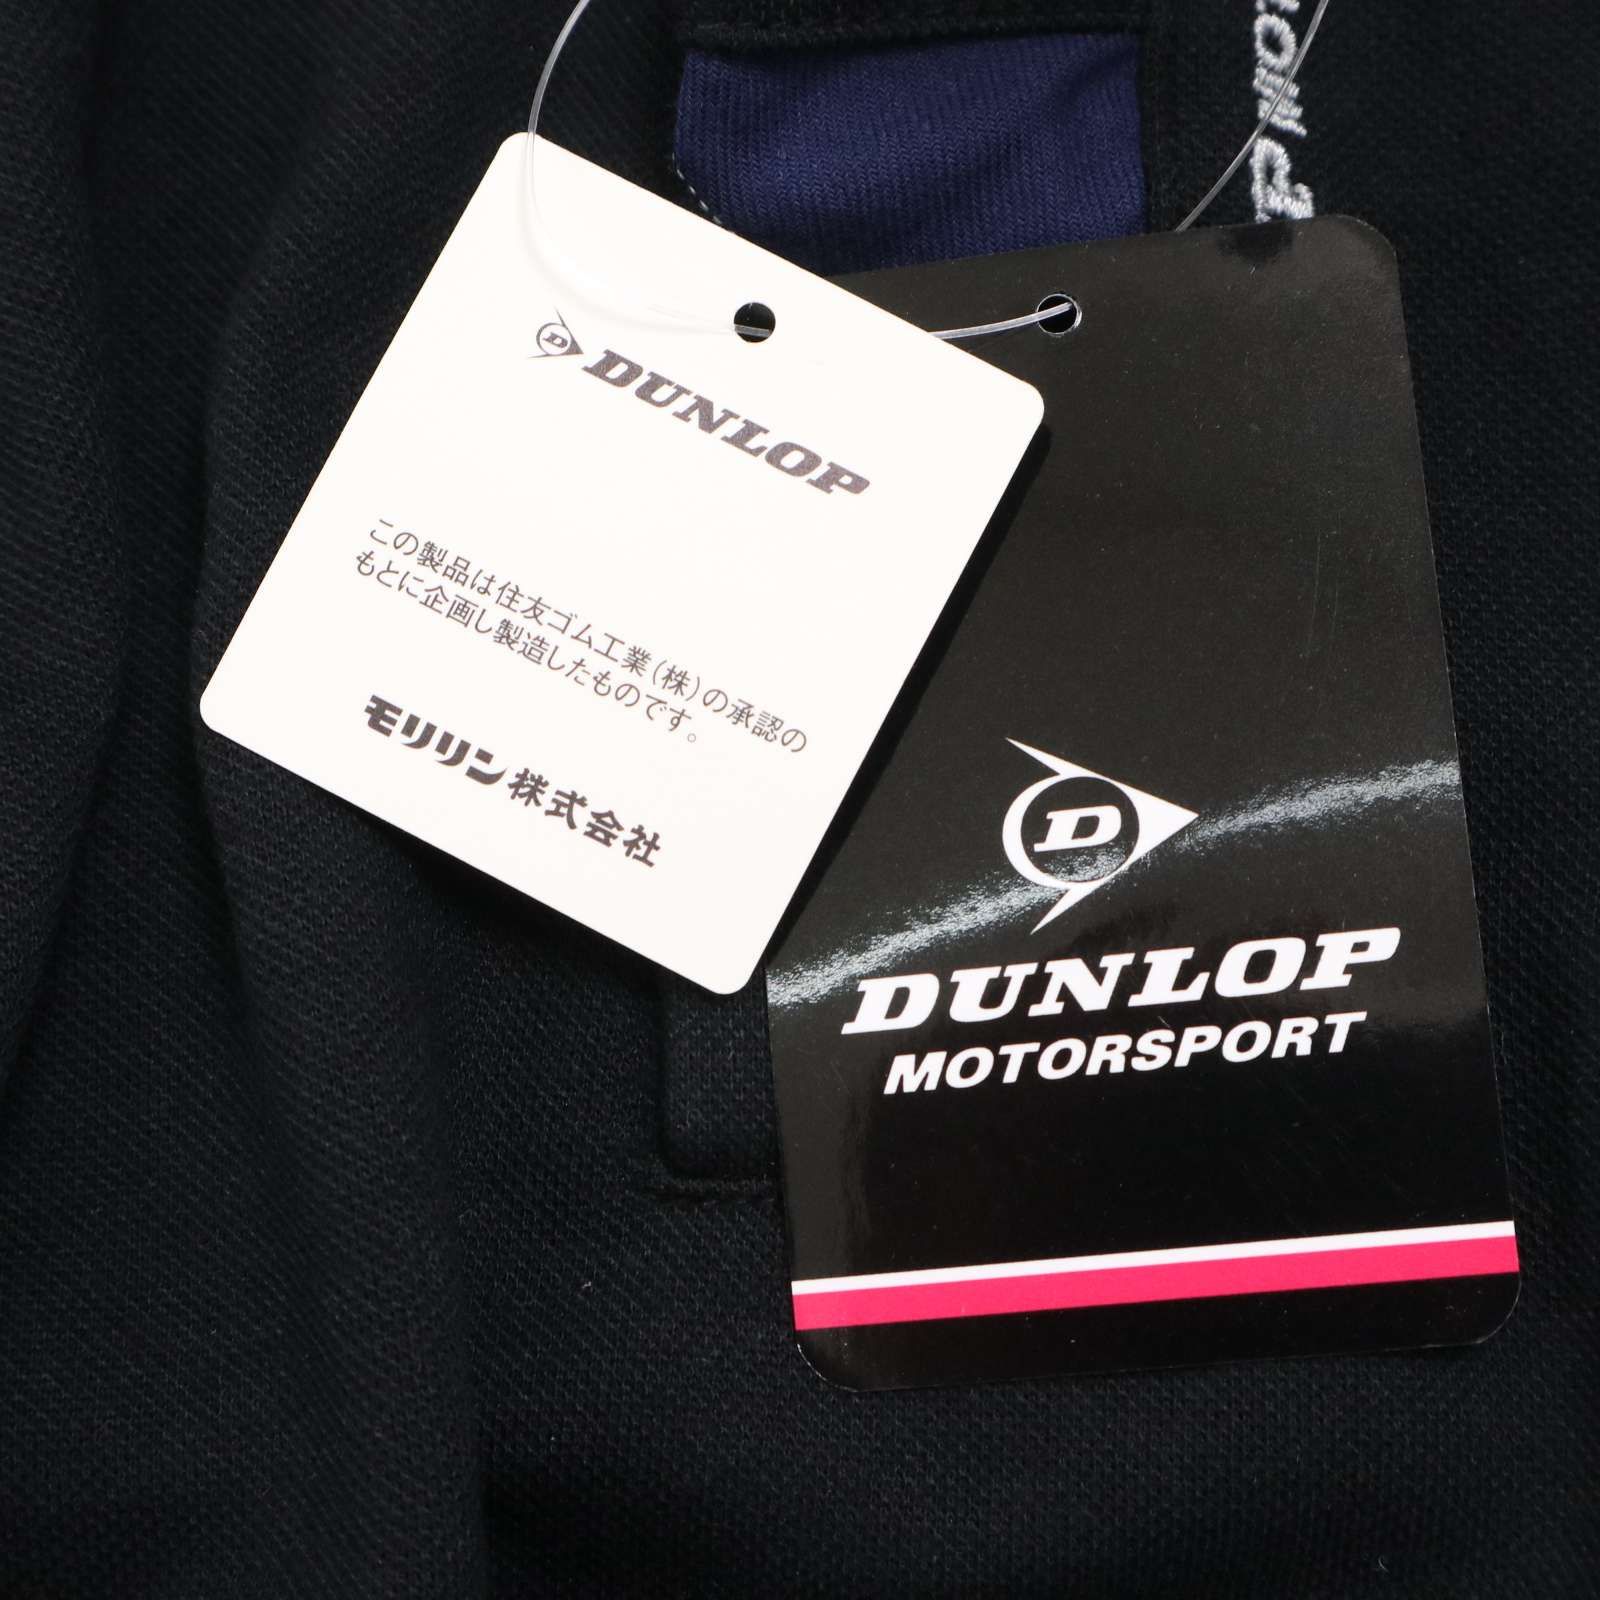 D DUNLOP
この製品は住友ゴム工業(株)の承認の
もとに企画し製造したものです。
モリリン株式会社
D
DUNLOP
MOTORSPORT